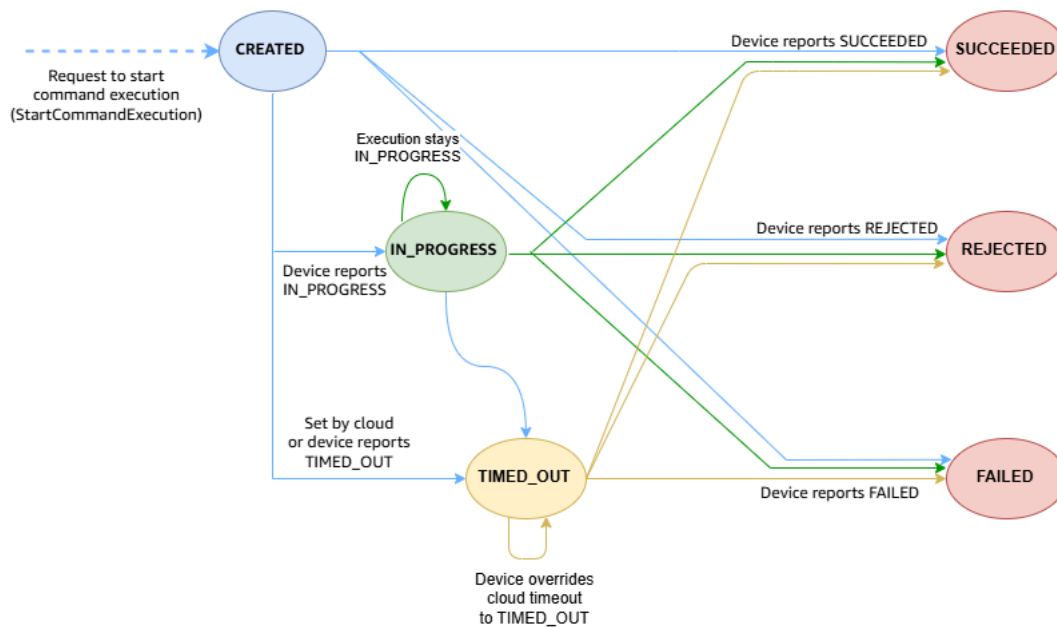 CREATED
Device reports SUCCEEDED
SUCCEEDED
Request to start
command execution
(StartCommandExecution)
Execution stays
IN_PROGRESS
IN_PROGRESS
Device reports REJECTED
REJECTED
Device reports
IN_PROGRESS
Set by cloud
or device reports
TIMED_OUT
TIMED_OUT
Device reports FAILED
FAILED
Device overrides
cloud timeout
to TIMED_OUT